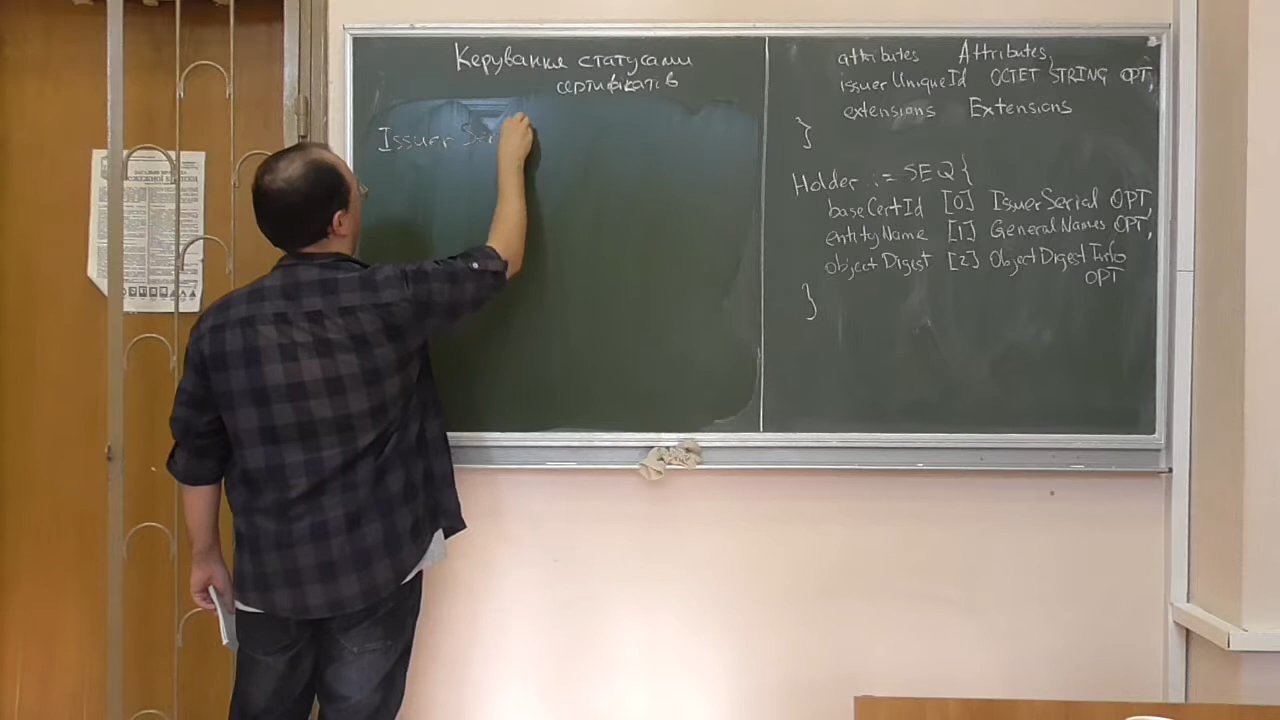 Керування статусами
сертифікатів
Issuer Ser
attributes Attributes,
issuerUniqueId OCTET STRING OPT,
extensions Extensions
}
Holder := SEQ {
baseCertId [0] IssuerSerial OPT,
entityName [1] GeneralNames OPT,
objectDigest [2] ObjectDigestInfo
OPT
}